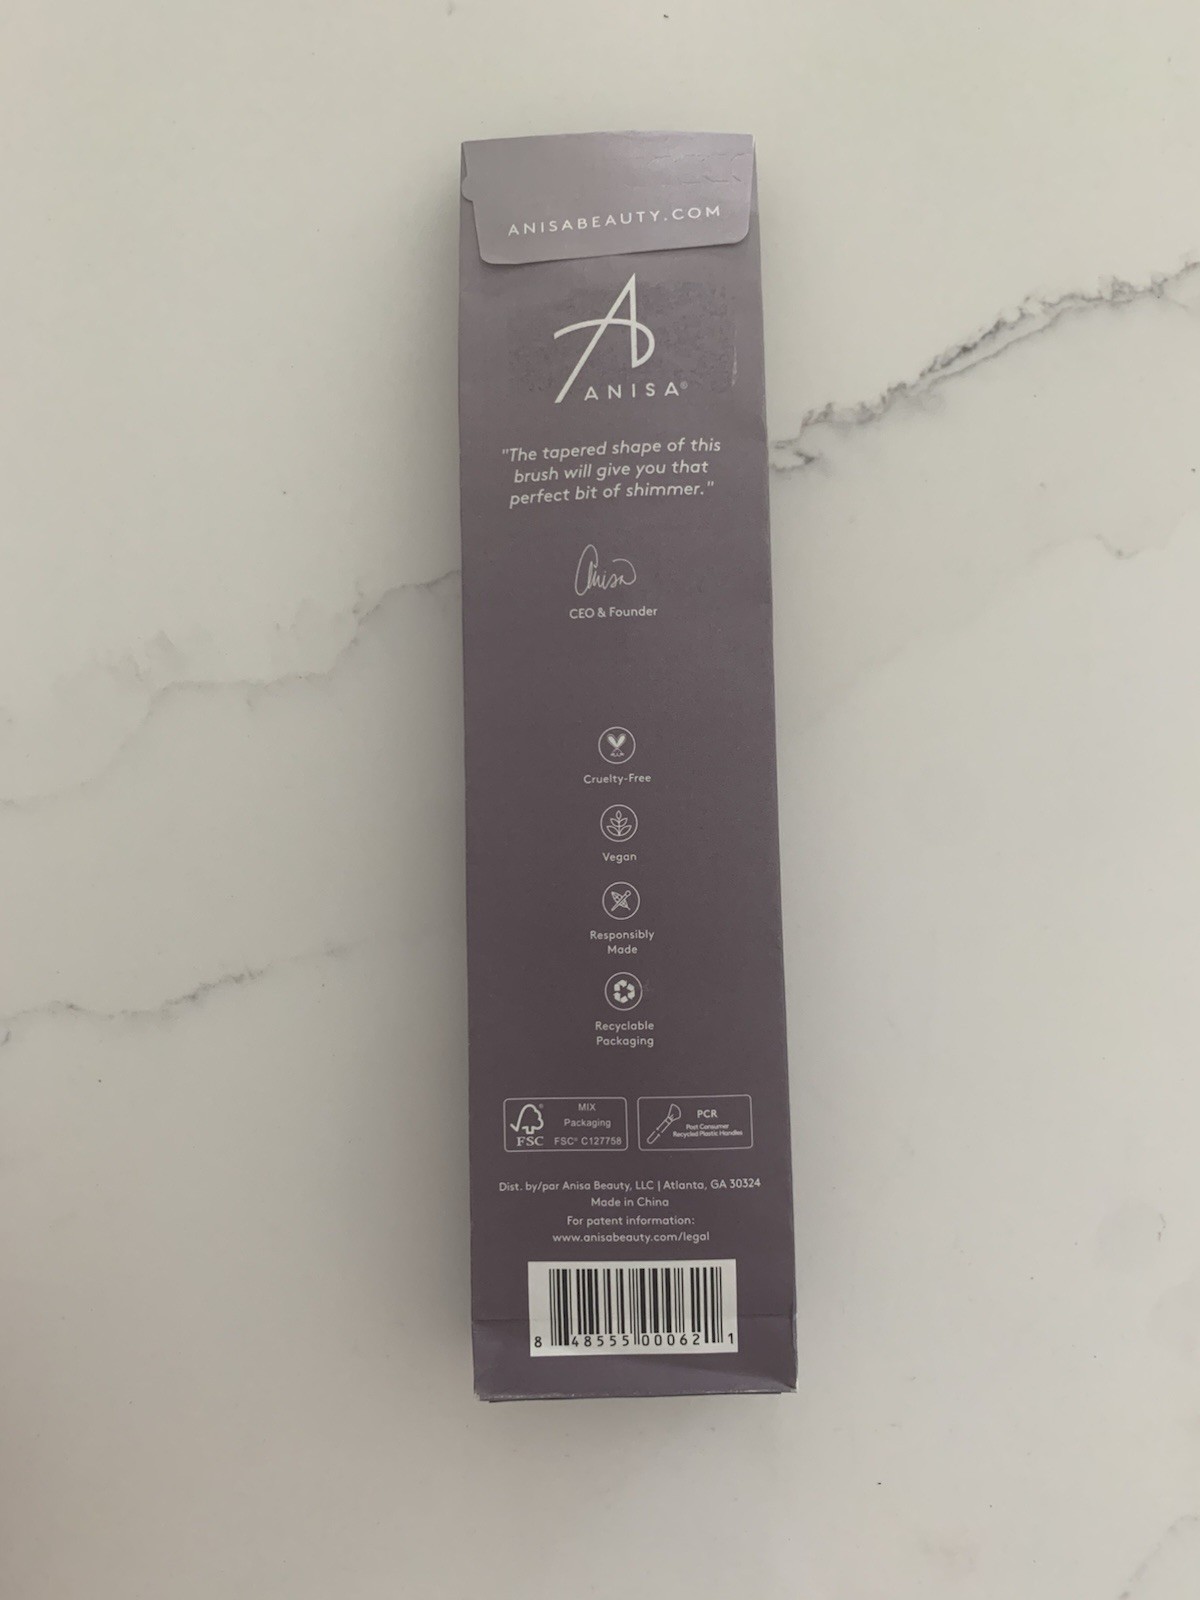 ANISABEAUTY.COM
ANISA®
"The tapered shape of this
brush will give you that
perfect bit of shimmer."
Anisa
CEO & Founder
Cruelty-Free
Vegan
Responsibly
Made
Recyclable
Packaging
FSC
MIX
Packaging
FSC® C127758
PCR
Post Consumer
Recycled Plastic Handles
Dist. by/par Anisa Beauty, LLC | Atlanta, GA 30324
Made in China
For patent information:
www.anisabeauty.com/legal
8 48555 00062 1